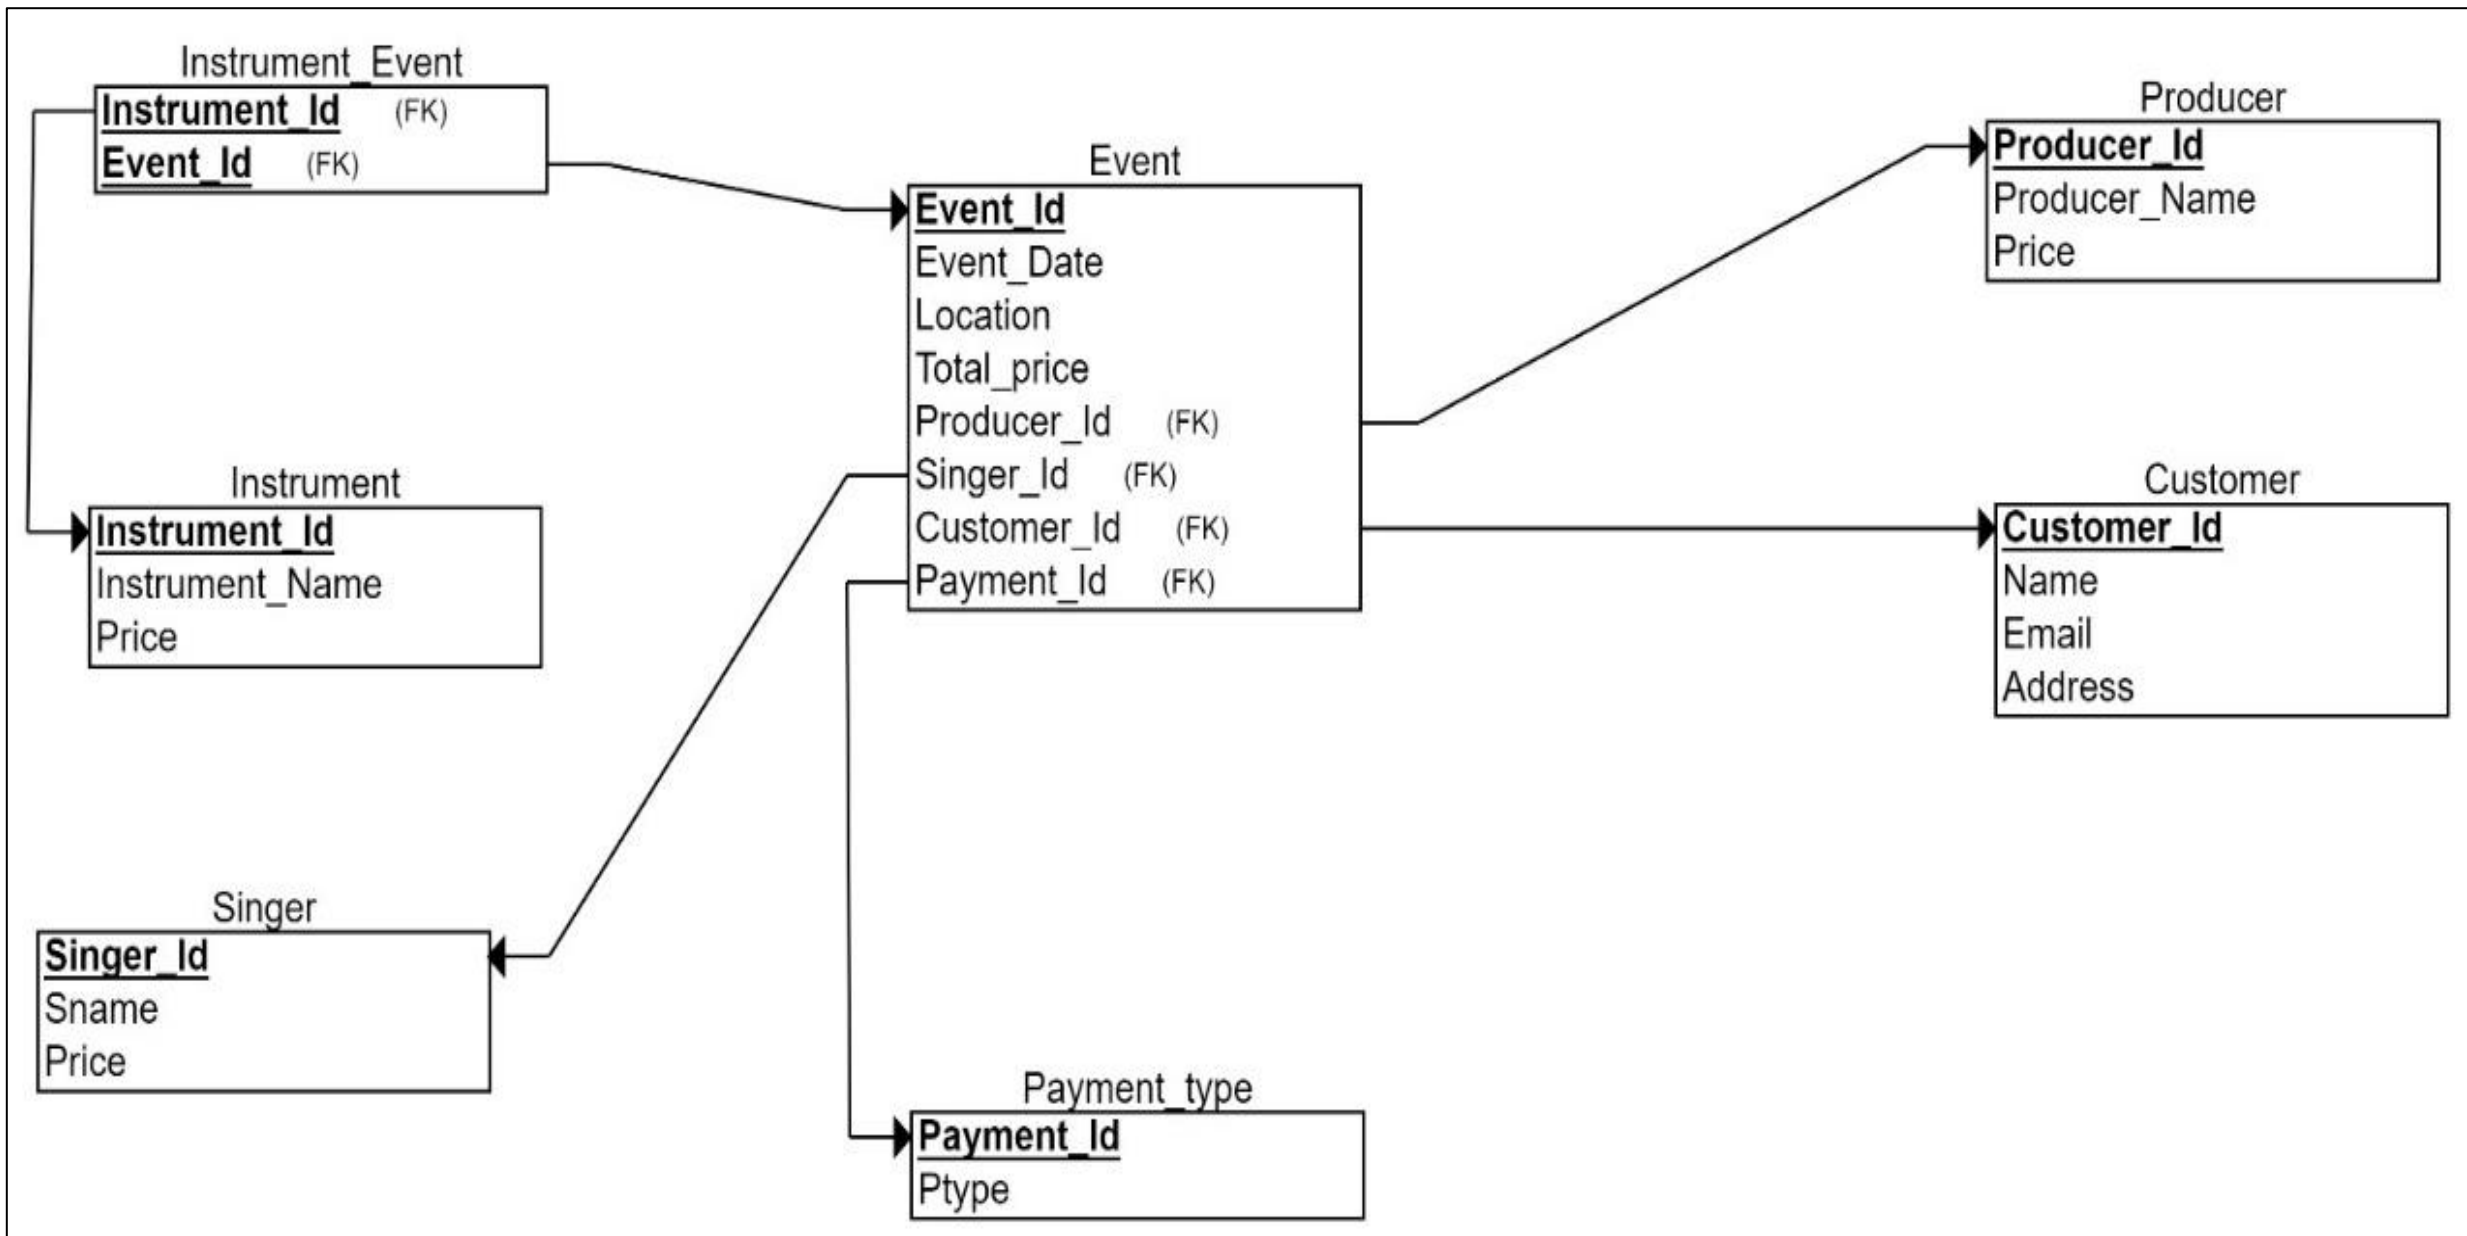 Instrument_Event
Instrument_Id (FK)
Event_Id (FK)
Instrument
Instrument_Id
Instrument_Name
Price
Singer
Singer_Id
Sname
Price
Event
Event_Id
Event_Date
Location
Total_price
Producer_Id (FK)
Singer_Id (FK)
Customer_Id (FK)
Payment_Id (FK)
Payment_type
Payment_Id
Ptype
Producer
Producer_Id
Producer_Name
Price
Customer
Customer_Id
Name
Email
Address